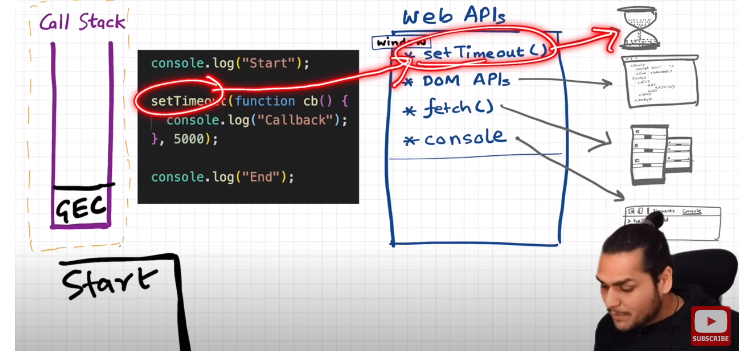 Call Stack
GEC
Start
console.log("Start");
setTimeout(function cb() {
console.log("Callback");
}, 5000);
console.log("End");
Web APIs
window
* setTimeout()
* DOM APIs
* fetch()
* console
Console
SUBSCRIBE